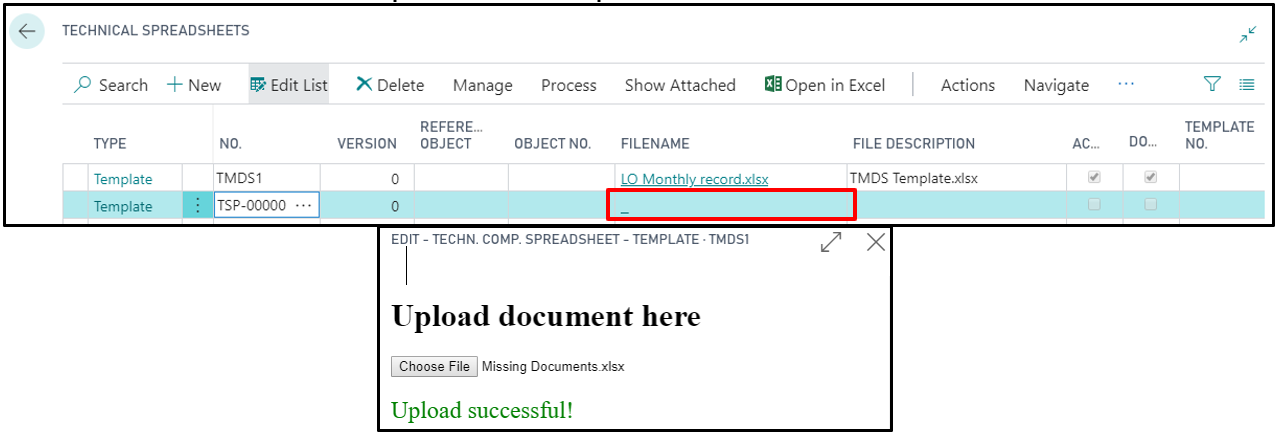 TECHNICAL SPREADSHEETS
Search New Edit List Delete Manage Process Show Attached Open in Excel Actions Navigate ···
TYPE NO. VERSION REFERE... OBJECT OBJECT NO. FILENAME FILE DESCRIPTION AC... DO... TEMPLATE NO.
Template TMDS1 0 LO Monthly record.xlsx TMDS Template.xlsx
Template TSP-00000 ··· 0 _
EDIT - TECHN. COMP. SPREADSHEET - TEMPLATE · TMDS1
Upload document here
Choose File Missing Documents.xlsx
Upload successful!